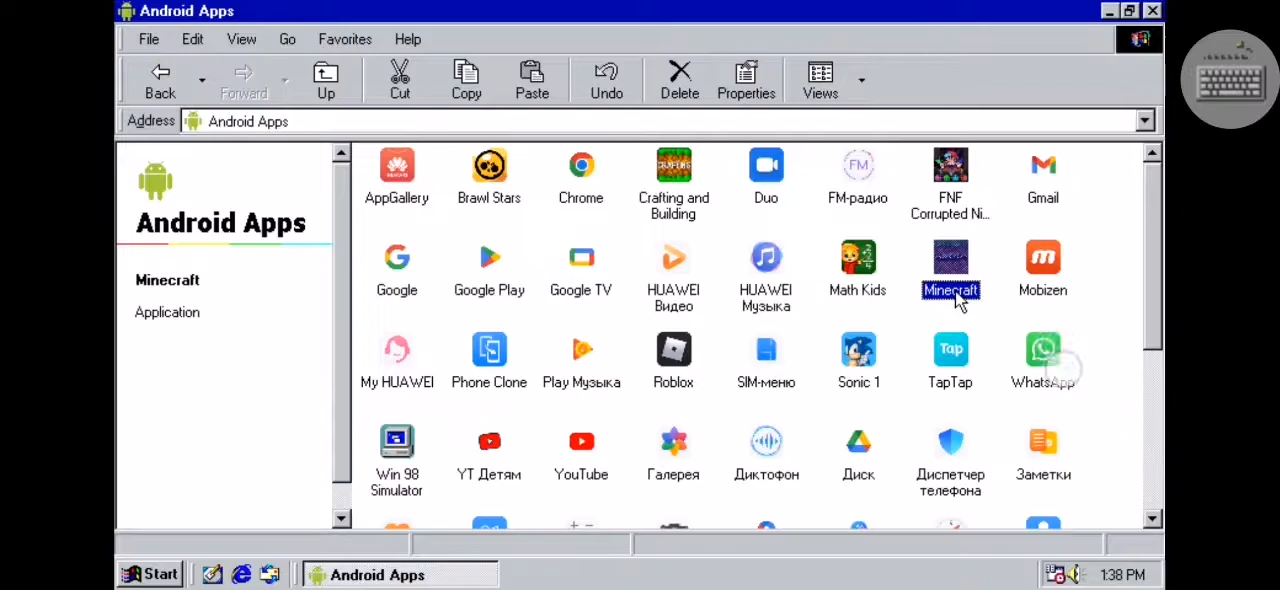 Android Apps
File Edit View Go Favorites Help
Back Forward Up Cut Copy Paste Undo Delete Properties Views
Address Android Apps
Android Apps
Minecraft
Application
AppGallery Brawl Stars Chrome Crafting and Building Duo FM-радио FNF Corrupted Ni... Gmail
Google Google Play Google TV HUAWEI Видео HUAWEI Музыка Math Kids Minecraft Mobizen
My HUAWEI Phone Clone Play Музыка Roblox SIM-меню Sonic 1 TapTap WhatsApp
Win 98 Simulator YT Детям YouTube Галерея Диктофон Диск Диспетчер телефона Заметки
Start Android Apps 1:38 PM